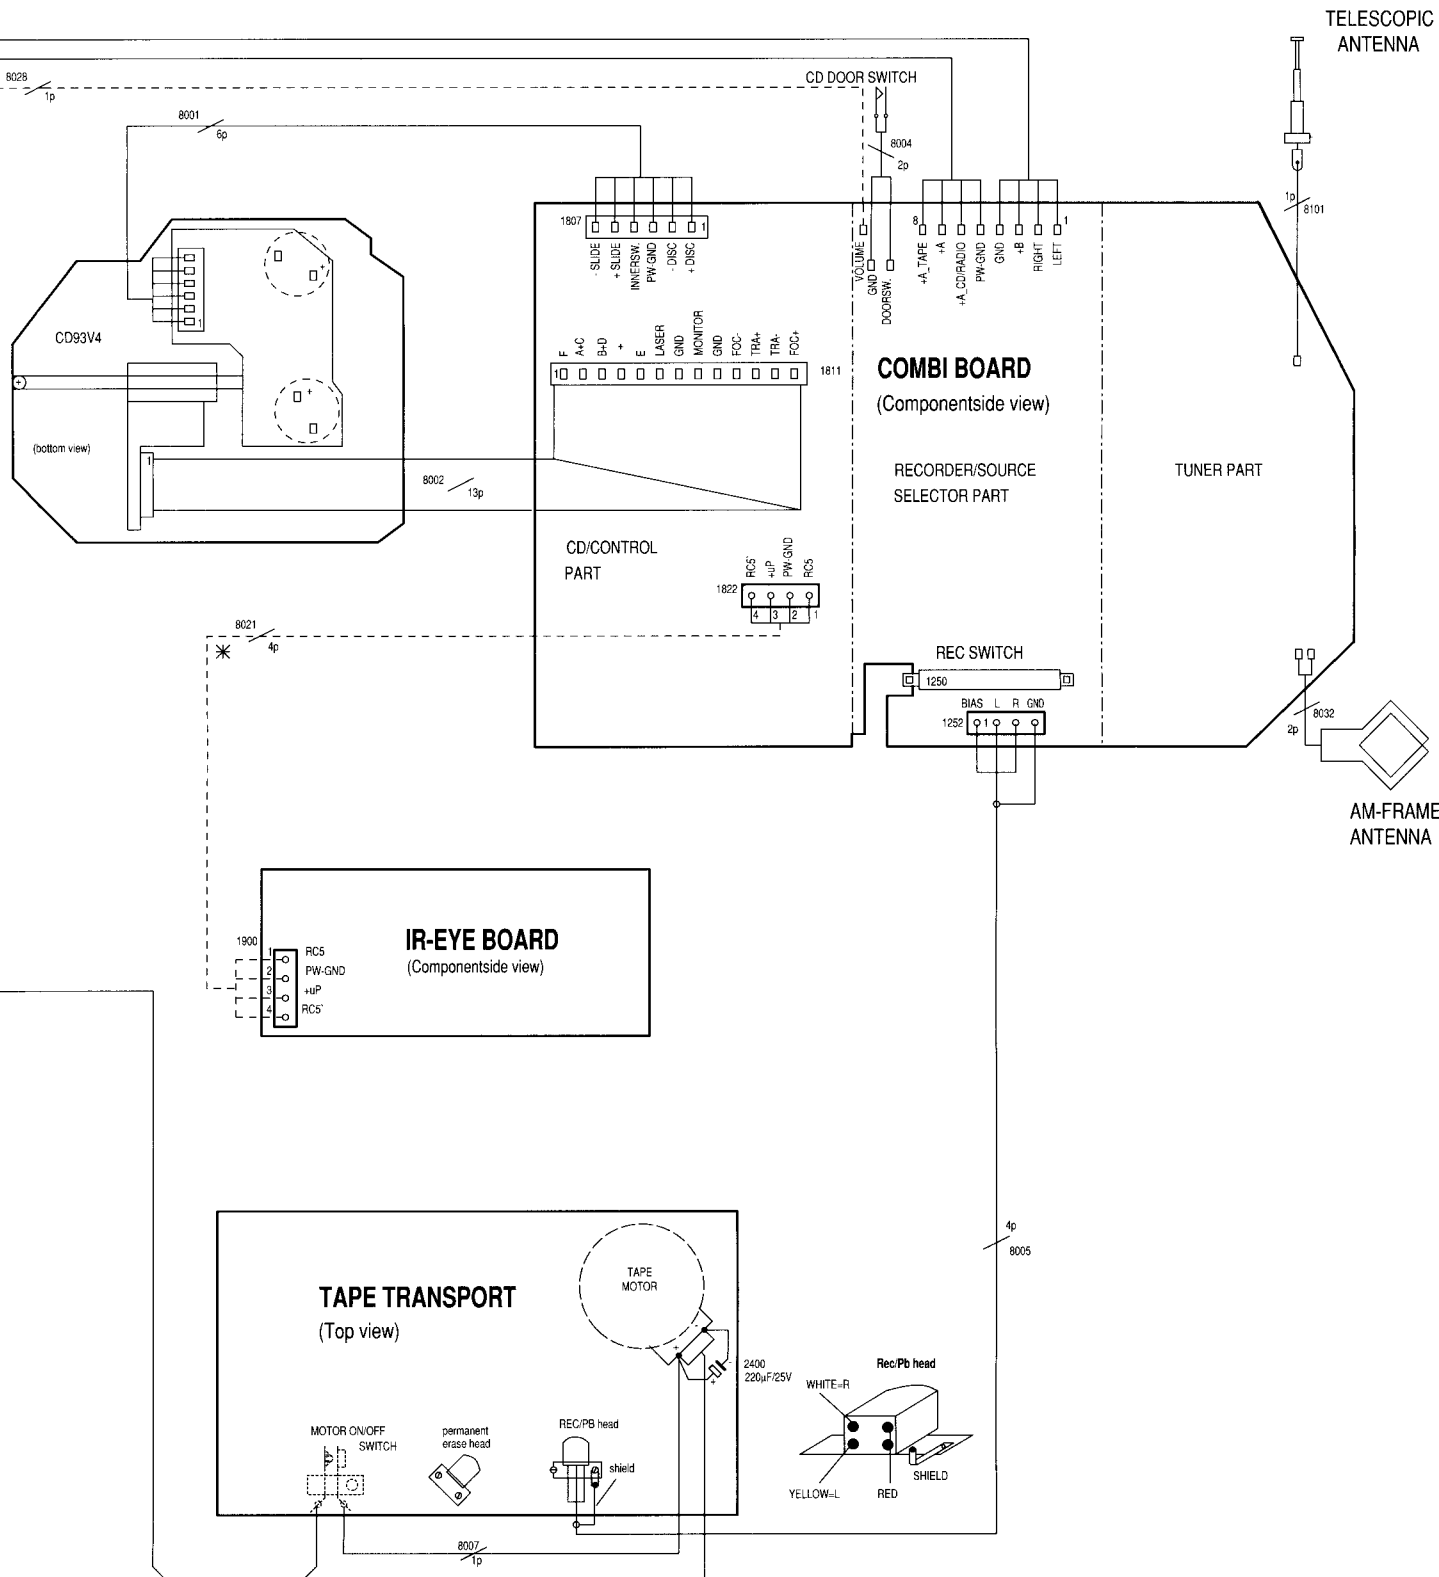 TELESCOPIC
ANTENNA
8028
1p
CD DOOR SWITCH
8001
6p
8004
2p
1p
8101
1807
1
- SLIDE
+ SLIDE
INNERSW.
PW-GND
- DISC
+ DISC
VOLUME
GND
DOORSW.
8
1
+A_TAPE
+A
+A_CD/RADIO
PW-GND
GND
+B
RIGHT
LEFT
+
1
CD93V4
+
+
F
A+C
B+D
+
E
LASER
GND
MONITOR
GND
FOC-
TRA+
TRA-
FOC+
1
1811
COMBI BOARD
(Componentside view)
(bottom view)
1
8002
13p
RECORDER/SOURCE
SELECTOR PART
TUNER PART
CD/CONTROL
PART
RC5`
+uP
PW-GND
RC5
1822
4
3
2
1
8021
4p
REC SWITCH
1250
BIAS L R GND
1252
1
8032
2p
AM-FRAME
ANTENNA
IR-EYE BOARD
(Componentside view)
1900
1 RC5
2 PW-GND
3 +uP
4 RC5`
4p
8005
TAPE
MOTOR
TAPE TRANSPORT
(Top view)
-
+
+
2400
220µF/25V
Rec/Pb head
WHITE=R
MOTOR ON/OFF
SWITCH
permanent
erase head
REC/PB head
shield
SHIELD
YELLOW=L
RED
8007
1p